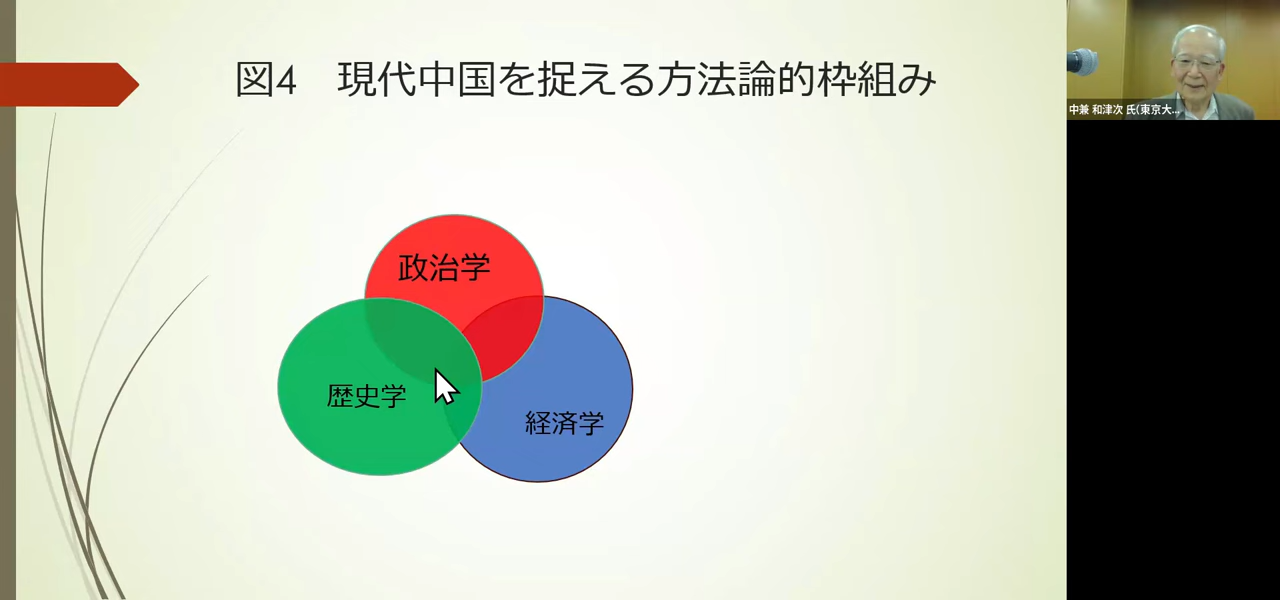 図4　現代中国を捉える方法論的枠組み
中兼 和津次 氏(東京大...
政治学
歴史学
経済学